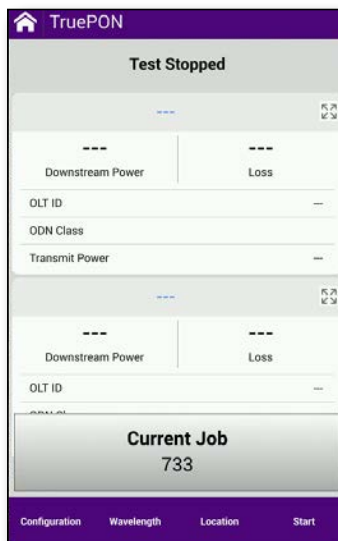 TruePON
Test Stopped
---
--- ---
Downstream Power Loss
OLT ID ---
ODN Class
Transmit Power ---
---
--- ---
Downstream Power Loss
OLT ID ---
Current Job
733
Configuration Wavelength Location Start